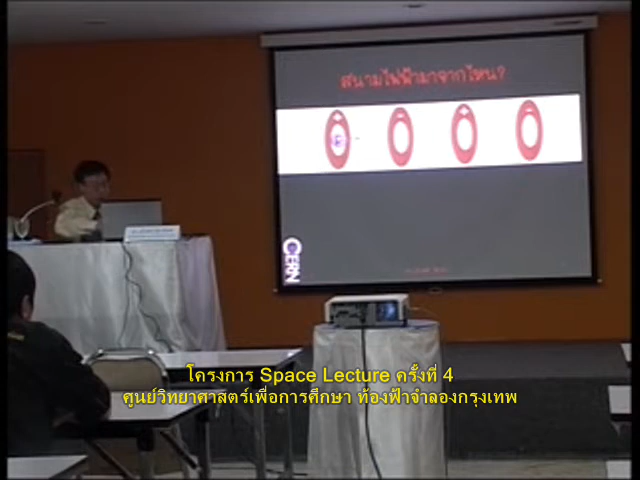 สนามไฟฟ้ามาจากไหน?
CERN
โครงการ Space Lecture ครั้งที่ 4
ศูนย์วิทยาศาสตร์เพื่อการศึกษา ท้องฟ้าจำลองกรุงเทพ